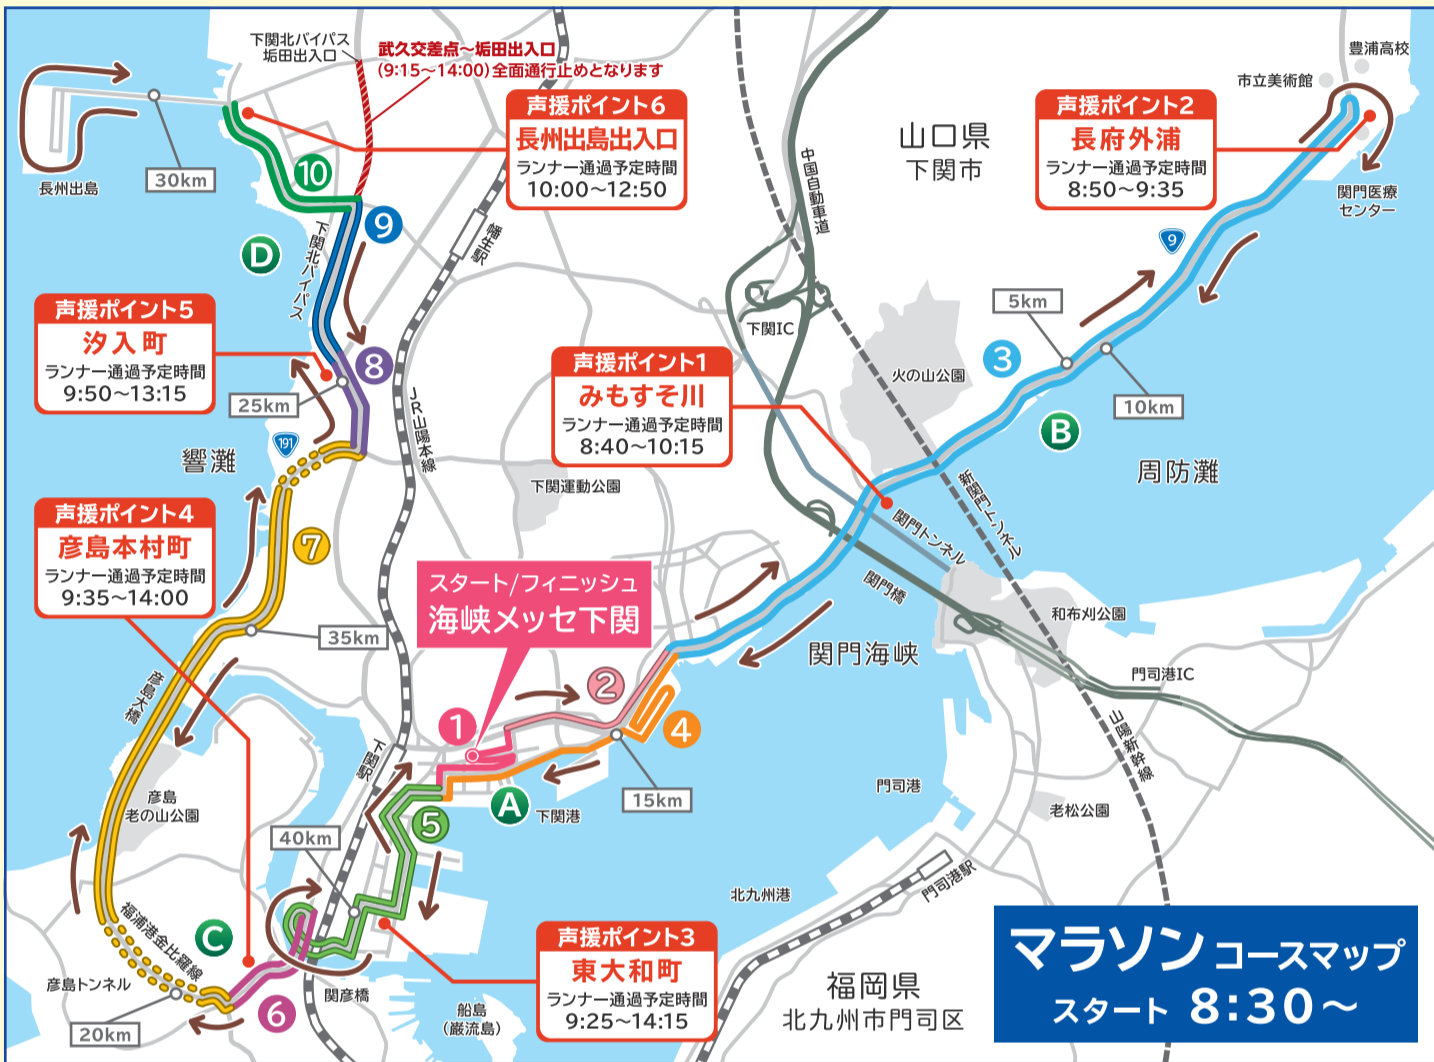 下関北バイパス
垢田出入口
武久交差点〜垢田出入口
(9:15〜14:00)全面通行止めとなります
豊浦高校
市立美術館
声援ポイント6
長州出島出入口
ランナー通過予定時間
10:00〜12:50
声援ポイント2
長府外浦
ランナー通過予定時間
8:50〜9:35
山口県
下関市
30km
長州出島
10
9
D
下関北バイパス
幡生駅
中国自動車道
関門医療
センター
9
声援ポイント5
汐入町
ランナー通過予定時間
9:50〜13:15
5km
下関IC
3
8
声援ポイント1
みもすそ川
ランナー通過予定時間
8:40〜10:15
火の山公園
25km
10km
B
JR山陽本線
191
響灘
周防灘
下関運動公園
新関門トンネル
関門トンネル
声援ポイント4
彦島本村町
ランナー通過予定時間
9:35〜14:00
7
スタート/フィニッシュ
海峡メッセ下関
関門橋
和布刈公園
35km
関門海峡
門司港IC
彦島大橋
2
1
4
山陽新幹線
下関駅
15km
門司港
彦島
老の山公園
A
下関港
老松公園
5
40km
北九州港
門司港駅
福浦港金比羅線
C
声援ポイント3
東大和町
ランナー通過予定時間
9:25〜14:15
彦島トンネル
関彦橋
6
20km
船島
(巌流島)
福岡県
北九州市門司区
マラソン コースマップ
スタート 8:30〜